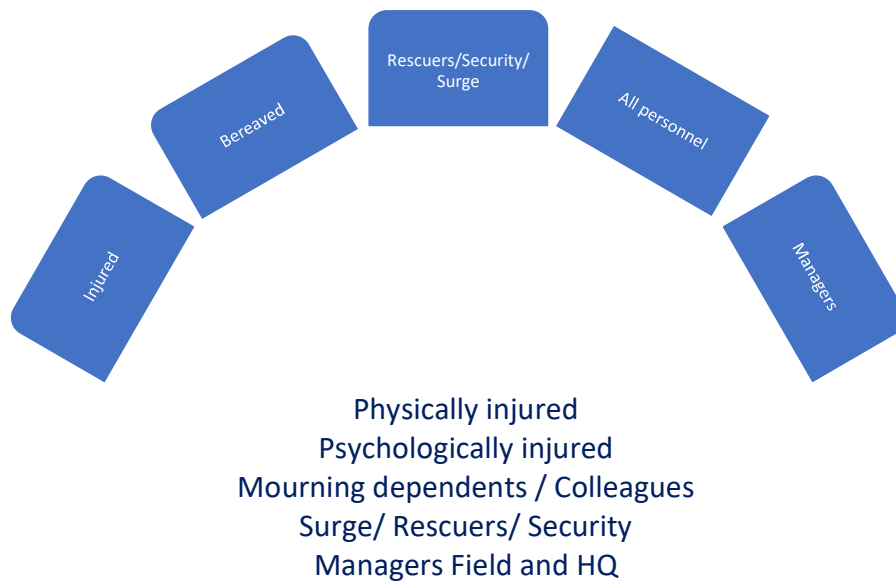 Injured
Bereaved
Rescuers/Security/
Surge
All personnel
Managers
Physically injured
Psychologically injured
Mourning dependents / Colleagues
Surge/ Rescuers/ Security
Managers Field and HQ